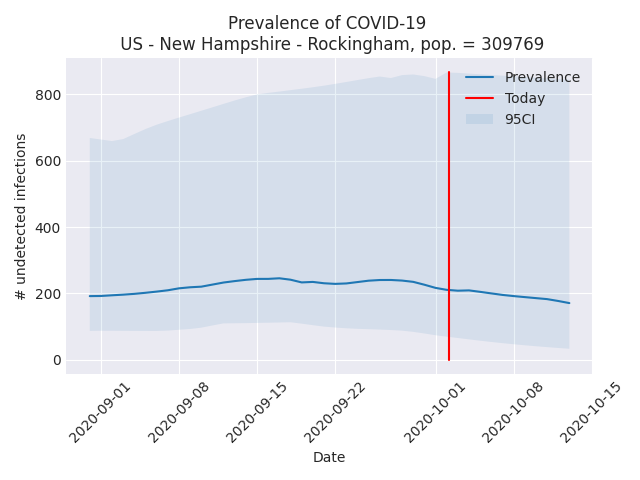 Prevalence of COVID-19
US - New Hampshire - Rockingham, pop. = 309769
# undetected infections
800
600
400
200
0
Prevalence
Today
95CI
2020-09-01
2020-09-08
2020-09-15
2020-09-22
2020-10-01
2020-10-08
2020-10-15
Date